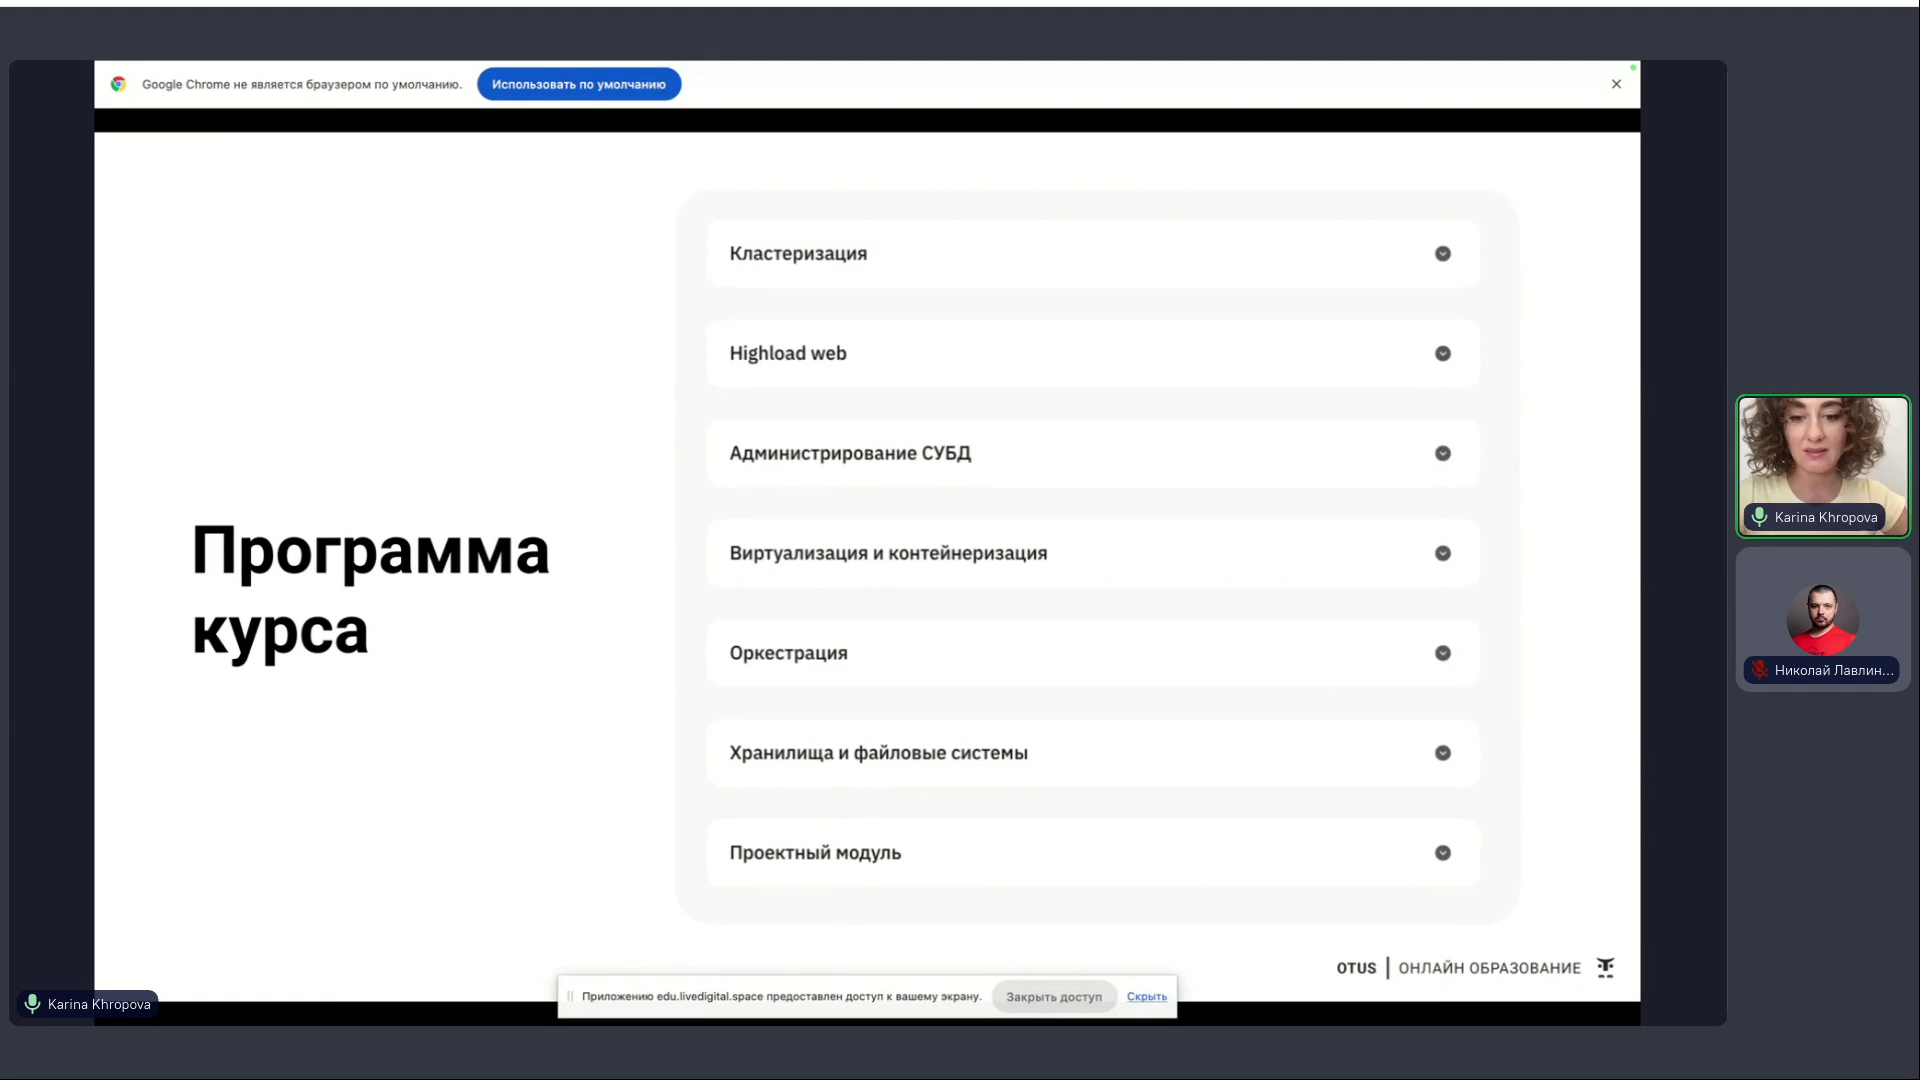 Google Chrome не является браузером по умолчанию.
Использовать по умолчанию
Программа
курса
Кластеризация
Highload web
Администрирование СУБД
Виртуализация и контейнеризация
Оркестрация
Хранилища и файловые системы
Проектный модуль
OTUS | ОНЛАЙН ОБРАЗОВАНИЕ
Приложению edu.livedigital.space предоставлен доступ к вашему экрану.
Закрыть доступ
Скрыть
Karina Khropova
Karina Khropova
Николай Лавлин...